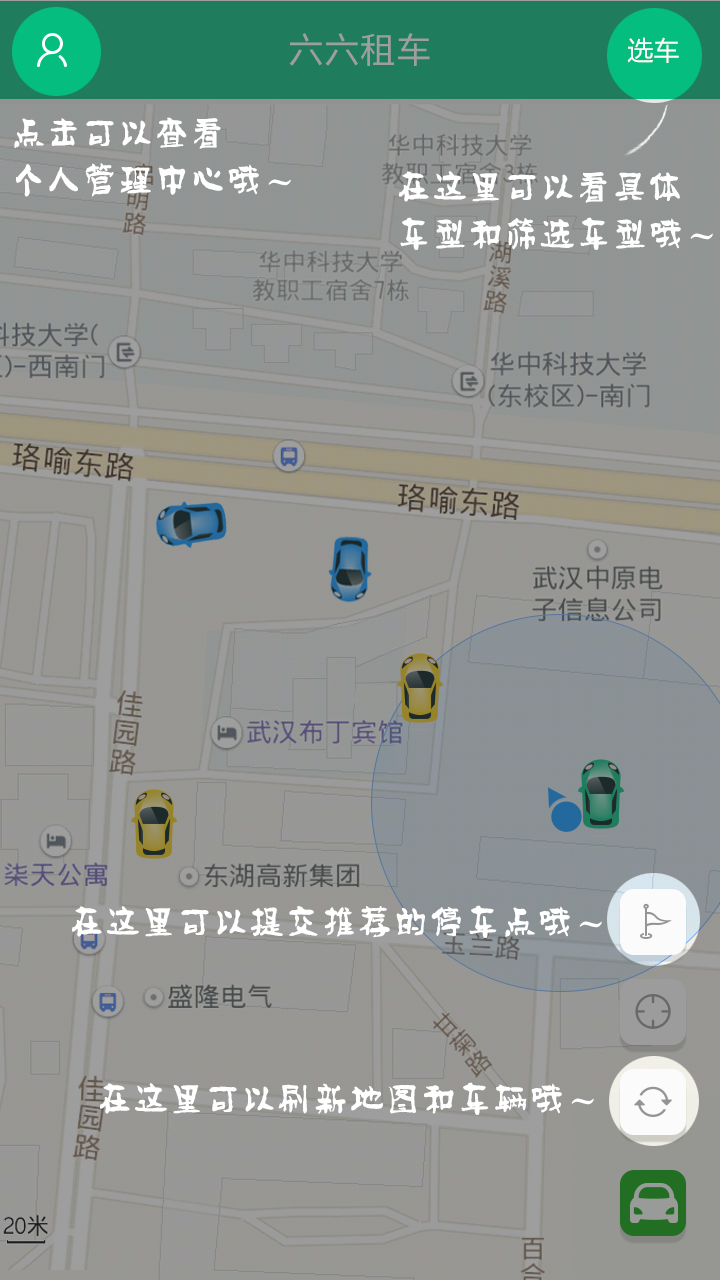 六六租车
选车
点击可以查看
个人管理中心哦~
华中科技大学
教职工宿舍3栋
在这里可以看具体
车型和筛选车型哦~
明路
湖溪路
华中科技大学
教职工宿舍7栋
科技大学(
)-西南门
华中科技大学
(东校区)-南门
珞喻东路
珞喻东路
武汉中原电
子信息公司
佳园路
武汉布丁宾馆
柒天公寓
东湖高新集团
在这里可以提交推荐的停车点哦~
玉兰路
盛隆电气
甘掬路
佳园路
在这里可以刷新地图和车辆哦~
20米
百合